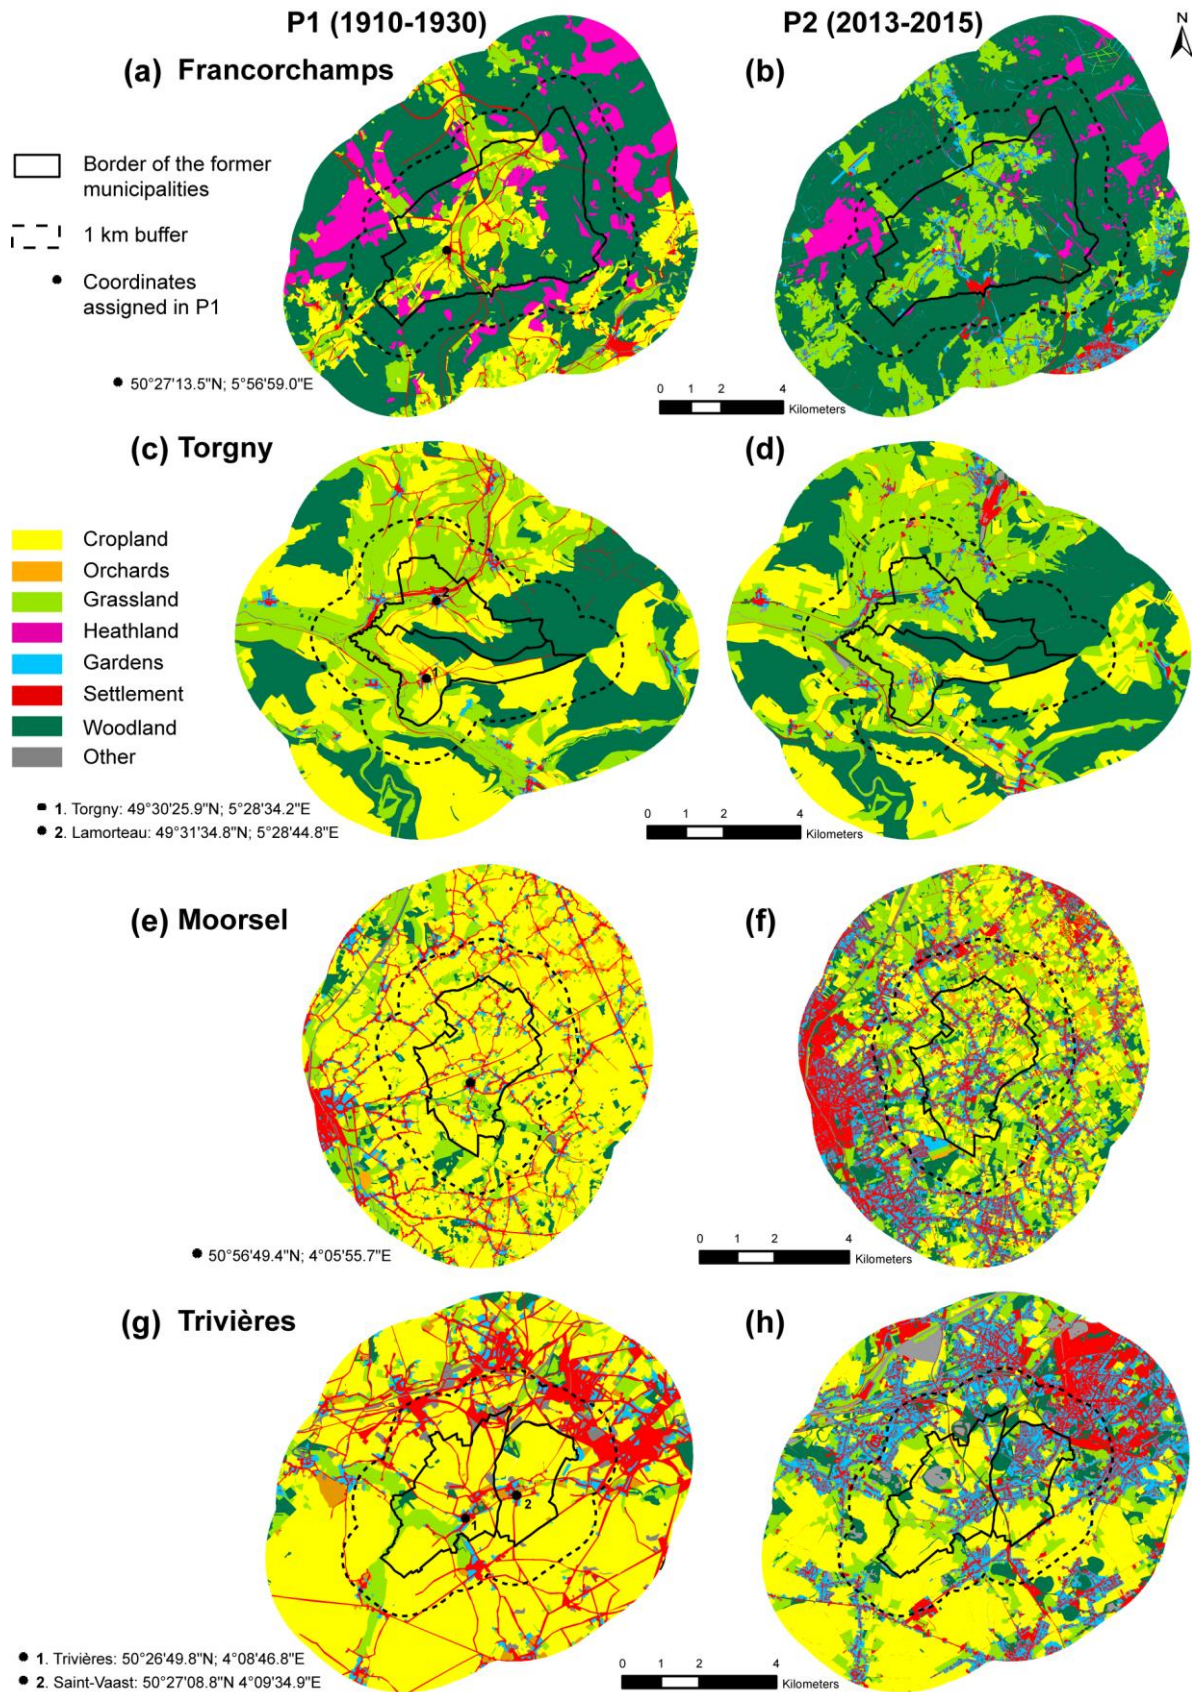 P1 (1910-1930)
P2 (2013-2015)
N
(a) Francorchamps
(b)
Border of the former
municipalities
1 km buffer
Coordinates
assigned in P1
50°27'13.5"N; 5°56'59.0"E
0 2 4
Kilometers
(c) Torgny
(d)
Cropland
Orchards
Grassland
Heathland
Gardens
Settlement
Woodland
Other
2
1
1. Torgny: 49°30'25.9"N; 5°28'34.2"E
2. Lamorteau: 49°31'34.8"N; 5°28'44.8"E
0 1 2 4
Kilometers
(e) Moorsel
(f)
50°56'49.4"N; 4°05'55.7"E
0 1 2 4
Kilometers
(g) Trivières
(h)
2
1
1. Trivières: 50°26'49.8"N; 4°08'46.8"E
2. Saint-Vaast: 50°27'08.8"N 4°09'34.9"E
0 1 2 4
Kilometers